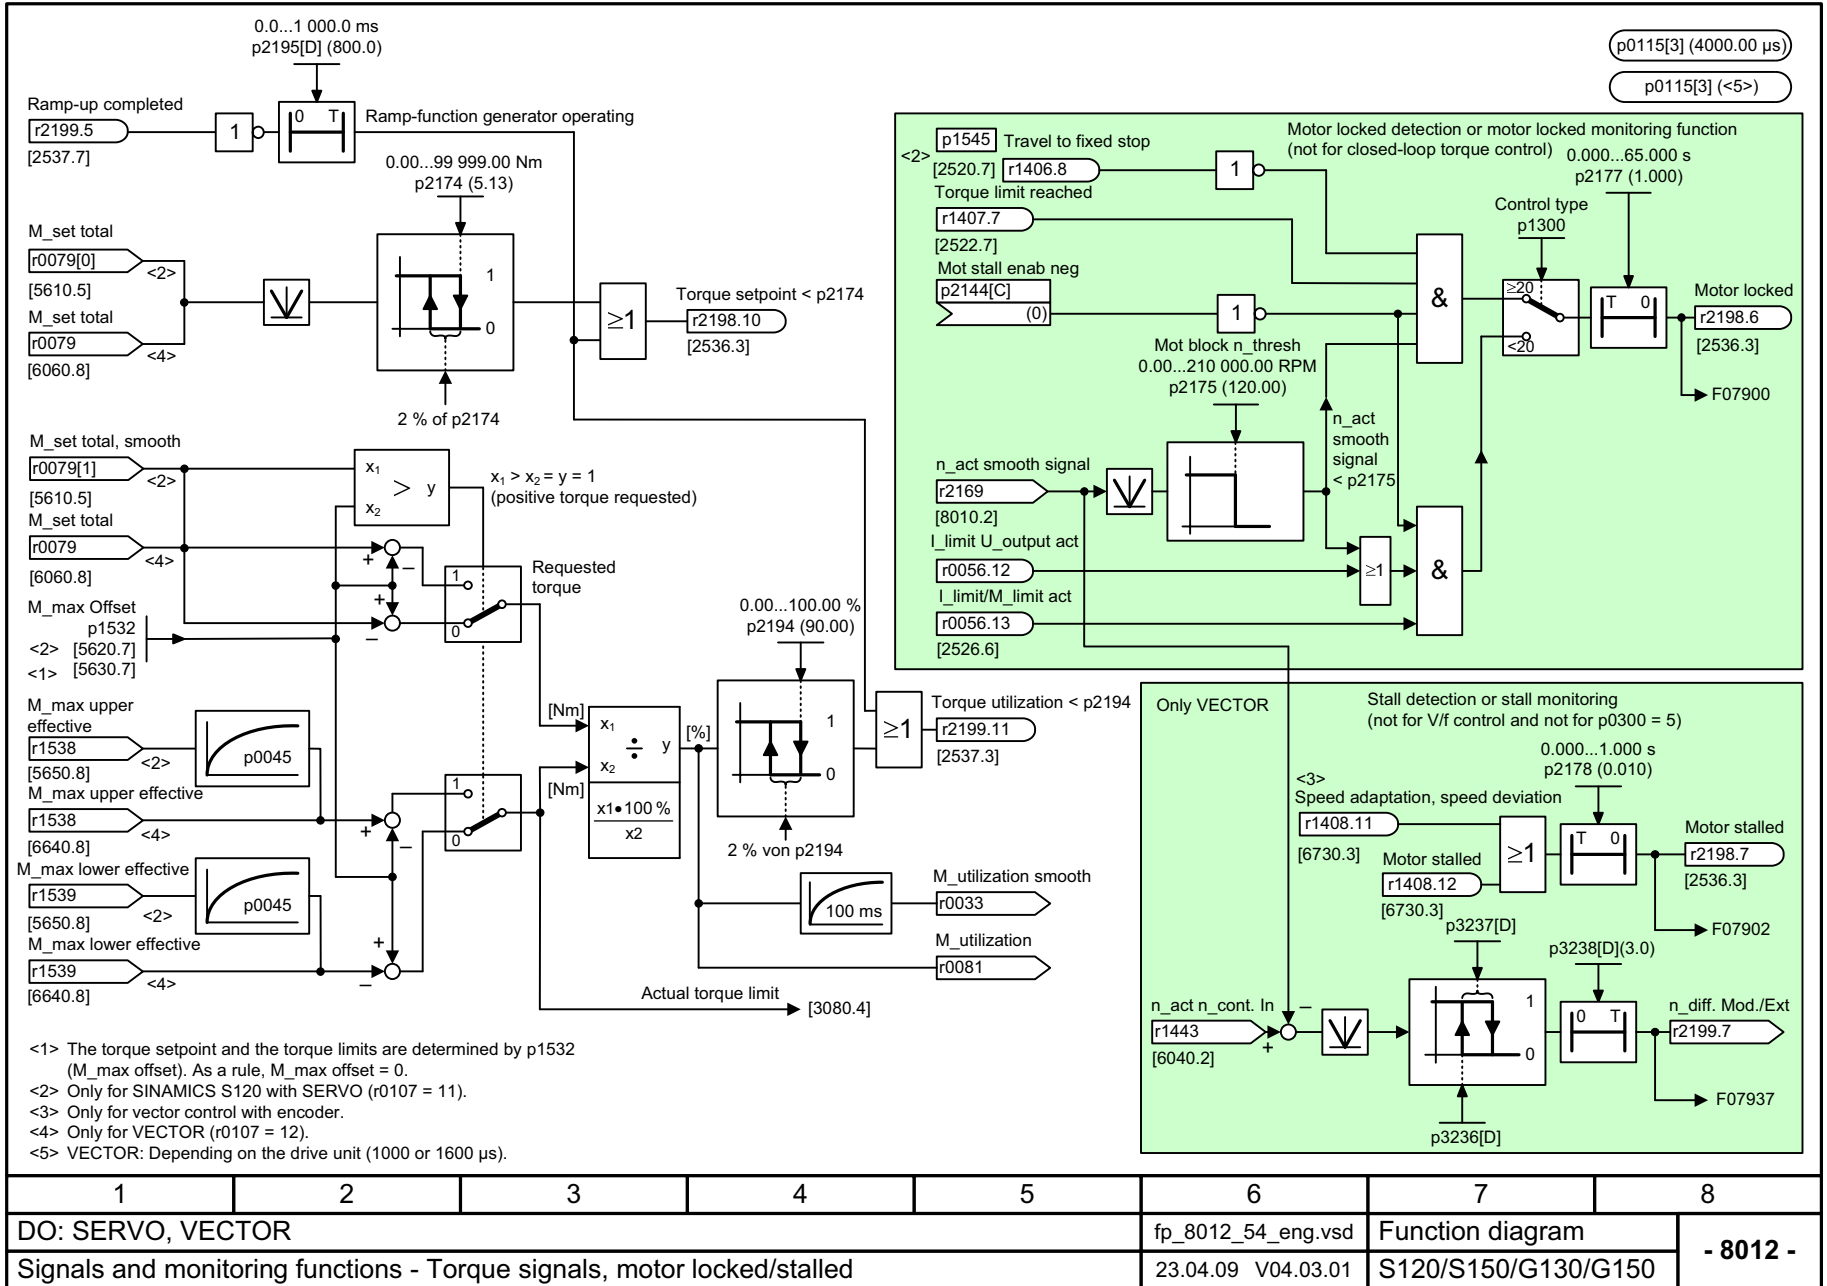 0.0...1 000.0 ms
p2195[D] (800.0)
Ramp-up completed
r2199.5
[2537.7]
1
0 T
Ramp-function generator operating
0.00...99 999.00 Nm
p2174 (5.13)
M_set total
r0079[0]
<2>
[5610.5]
M_set total
r0079
<4>
[6060.8]
1
0
2 % of p2174
≥1
Torque setpoint < p2174
r2198.10
[2536.3]
M_set total, smooth
r0079[1]
<2>
[5610.5]
M_set total
r0079
<4>
[6060.8]
x1
> y
x2
x1 > x2 = y = 1
(positive torque requested)
+
–
+
–
1
0
Requested
torque
M_max Offset
p1532
<2> [5620.7]
<1> [5630.7]
M_max upper
effective
r1538
<2>
[5650.8]
p0045
M_max upper effective
r1538
<4>
[6640.8]
M_max lower effective
r1539
<2>
[5650.8]
p0045
M_max lower effective
r1539
<4>
[6640.8]
+
–
+
–
1
0
[Nm]
[Nm]
x1
÷ y
x2
x1•100 %
x2
[%]
0.00...100.00 %
p2194 (90.00)
1
0
2 % von p2194
≥1
Torque utilization < p2194
r2199.11
[2537.3]
100 ms
M_utilization smooth
r0033
M_utilization
r0081
Actual torque limit
[3080.4]
p0115[3] (4000.00 µs)
p0115[3] (<5>)
Motor locked detection or motor locked monitoring function
(not for closed-loop torque control)
<2>
p1545
Travel to fixed stop
[2520.7]
r1406.8
1
Torque limit reached
r1407.7
[2522.7]
Mot stall enab neg
p2144[C]
(0)
1
Mot block n_thresh
0.00...210 000.00 RPM
p2175 (120.00)
n_act smooth signal
r2169
[8010.2]
n_act
smooth
signal
< p2175
I_limit U_output act
r0056.12
I_limit/M_limit act
r0056.13
[2526.6]
≥1
&
&
Control type
p1300
≥20
<20
0.000...65.000 s
p2177 (1.000)
T 0
Motor locked
r2198.6
[2536.3]
F07900
Only VECTOR
Stall detection or stall monitoring
(not for V/f control and not for p0300 = 5)
0.000...1.000 s
p2178 (0.010)
<3>
Speed adaptation, speed deviation
r1408.11
[6730.3]
Motor stalled
r1408.12
[6730.3]
≥1
T 0
Motor stalled
r2198.7
[2536.3]
F07902
p3237[D]
p3238[D](3.0)
n_act n_cont. In
r1443
[6040.2]
–
+
1
0
p3236[D]
0 T
n_diff. Mod./Ext
r2199.7
F07937
<1> The torque setpoint and the torque limits are determined by p1532
(M_max offset). As a rule, M_max offset = 0.
<2> Only for SINAMICS S120 with SERVO (r0107 = 11).
<3> Only for vector control with encoder.
<4> Only for VECTOR (r0107 = 12).
<5> VECTOR: Depending on the drive unit (1000 or 1600 µs).
1 2 3 4 5 6 7 8
DO: SERVO, VECTOR
fp_8012_54_eng.vsd
Function diagram
- 8012 -
Signals and monitoring functions - Torque signals, motor locked/stalled
23.04.09 V04.03.01
S120/S150/G130/G150